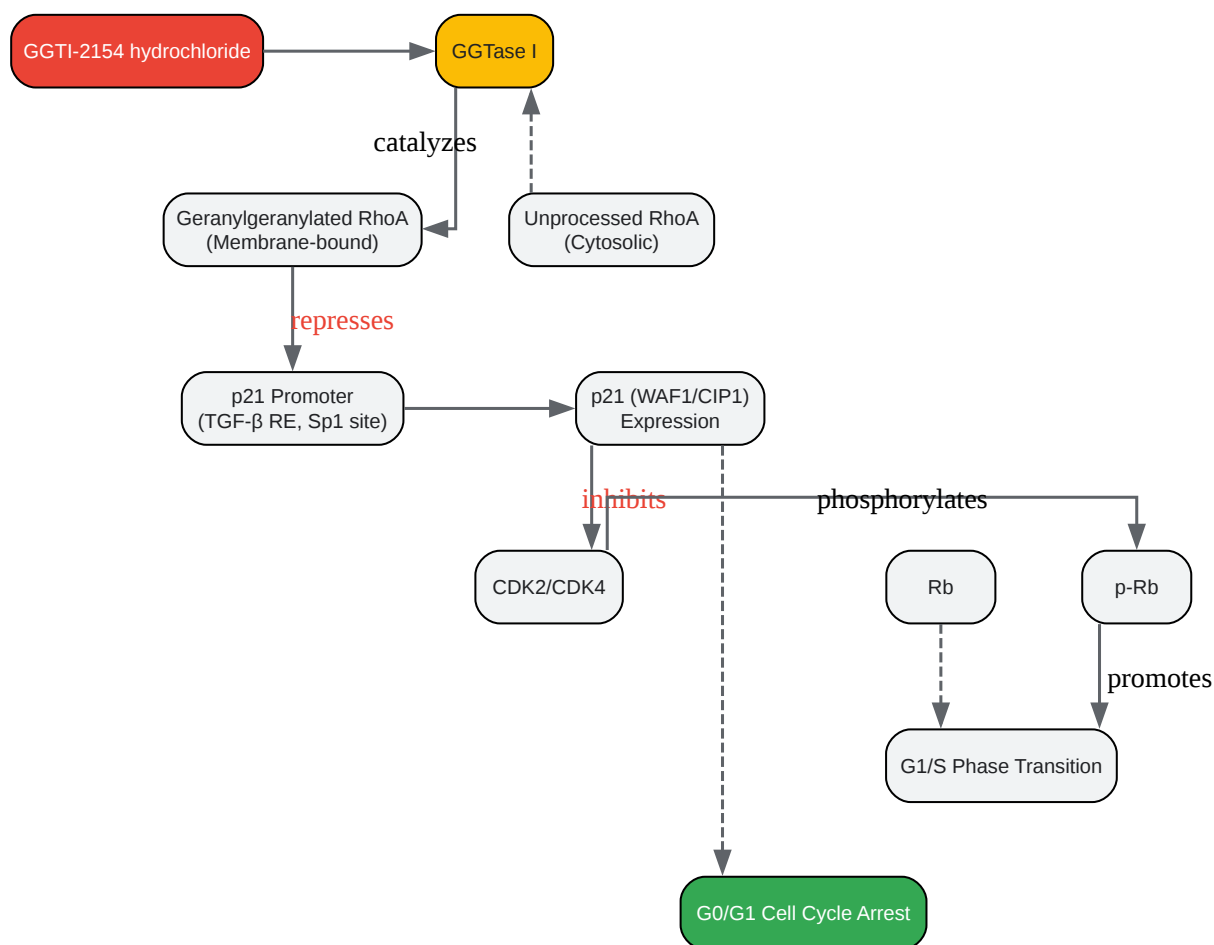 GGTI-2154 hydrochloride
GGTase I
catalyzes
Geranylgeranylated RhoA
(Membrane-bound)
Unprocessed RhoA
(Cytosolic)
represses
p21 Promoter
(TGF-β RE, Sp1 site)
p21 (WAF1/CIP1)
Expression
inhibits
phosphorylates
CDK2/CDK4
Rb
p-Rb
promotes
G1/S Phase Transition
G0/G1 Cell Cycle Arrest